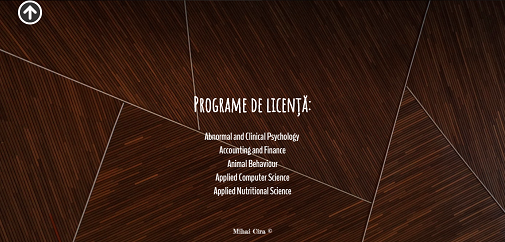 Programe de licență:
Abnormal and Clinical Psychology
Accounting and Finance
Animal Behaviour
Applied Computer Science
Applied Nutritional Science
Mihai Cira ©